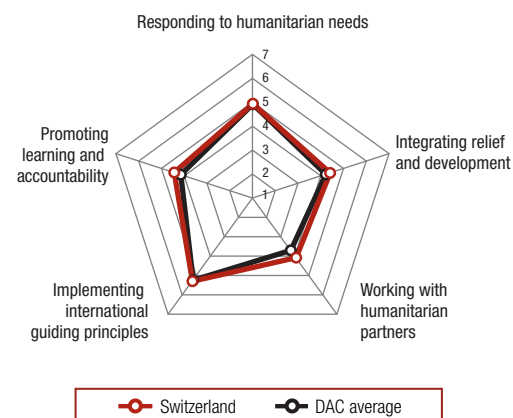 Responding to humanitarian needs
7
6
5
4
3
2
1
Promoting
learning and
accountability
Integrating relief
and development
Implementing
international
guiding principles
Working with
humanitarian
partners
Switzerland
DAC average